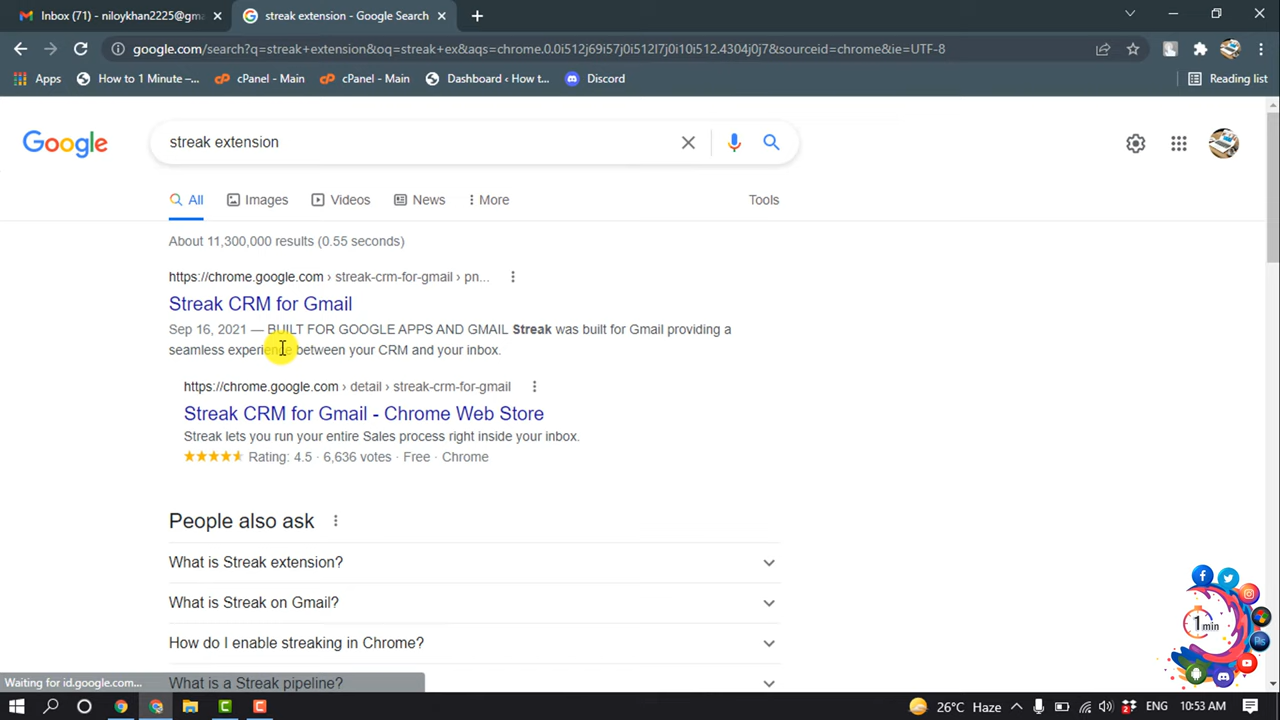 Inbox (71) - niloykhan2225@gma
streak extension - Google Search
google.com/search?q=streak+extension&oq=streak+ex&aqs=chrome.0.0i512j69i57j0i512l7j0i10i512.4304j0j7&sourceid=chrome&ie=UTF-8
Apps
How to 1 Minute –...
cPanel - Main
cPanel - Main
Dashboard ‹ How t...
Discord
Reading list
Google
streak extension
All
Images
Videos
News
More
Tools
About 11,300,000 results (0.55 seconds)
https://chrome.google.com › streak-crm-for-gmail › pn...
Streak CRM for Gmail
Sep 16, 2021 — BUILT FOR GOOGLE APPS AND GMAIL Streak was built for Gmail providing a
seamless experience between your CRM and your inbox.
https://chrome.google.com › detail › streak-crm-for-gmail
Streak CRM for Gmail - Chrome Web Store
Streak lets you run your entire Sales process right inside your inbox.
Rating: 4.5 · 6,636 votes · Free · Chrome
People also ask
What is Streak extension?
What is Streak on Gmail?
How do I enable streaking in Chrome?
What is a Streak pipeline?
Waiting for id.google.com...
1 min
Ps
26°C Haze
ENG
10:53 AM